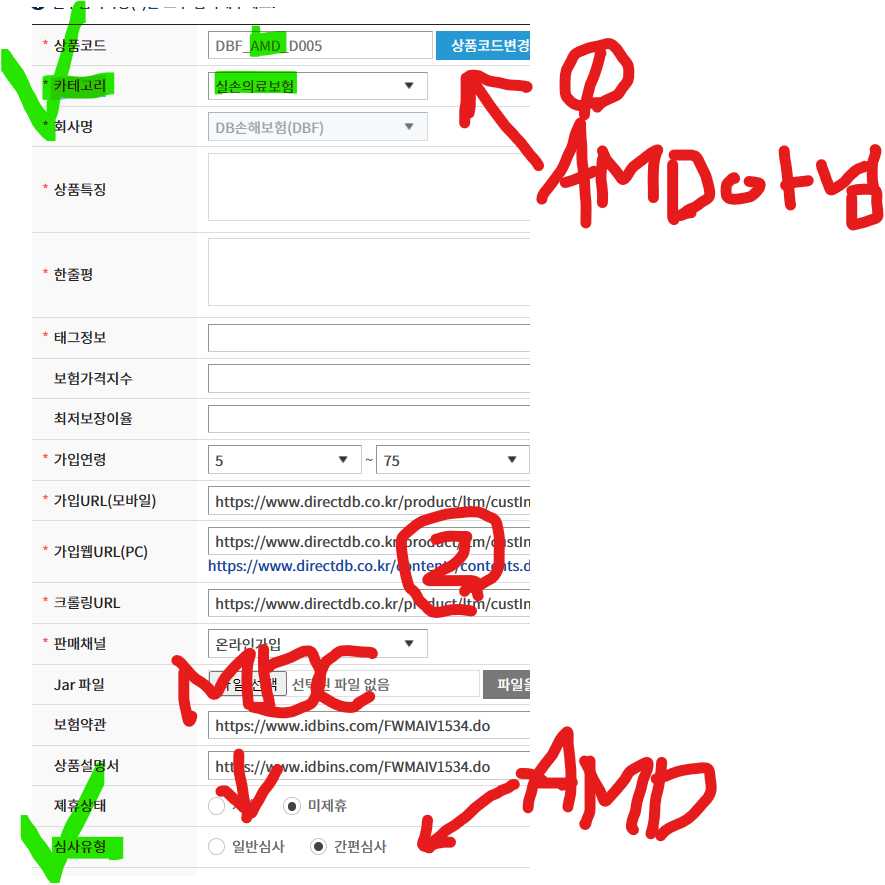 * 상품코드 DBF_AMD_D005 상품코드변경
①
* 카테고리 실손의료보험
* 회사명 DB손해보험(DBF)
AMD아님
* 상품특징
* 한줄평
* 태그정보
보험가격지수
최저보장이율
* 가입연령 5 ~ 75
* 가입URL(모바일) https://www.directdb.co.kr/product/ltm/custIn
* 가입웹URL(PC) https://www.directdb.co.kr/product/ltm/custIn
https://www.directdb.co.kr/contents/contents.d
②
* 크롤링URL https://www.directdb.co.kr/product/ltm/custIn
* 판매채널 온라인가입
Jar 파일 파일 선택 선택된 파일 없음 파일을
보험약관 https://www.idbins.com/FWMAIV1534.do
상품설명서 https://www.idbins.com/FWMAIV1534.do
AMD
제휴상태 미제휴
심사유형 일반심사 간편심사